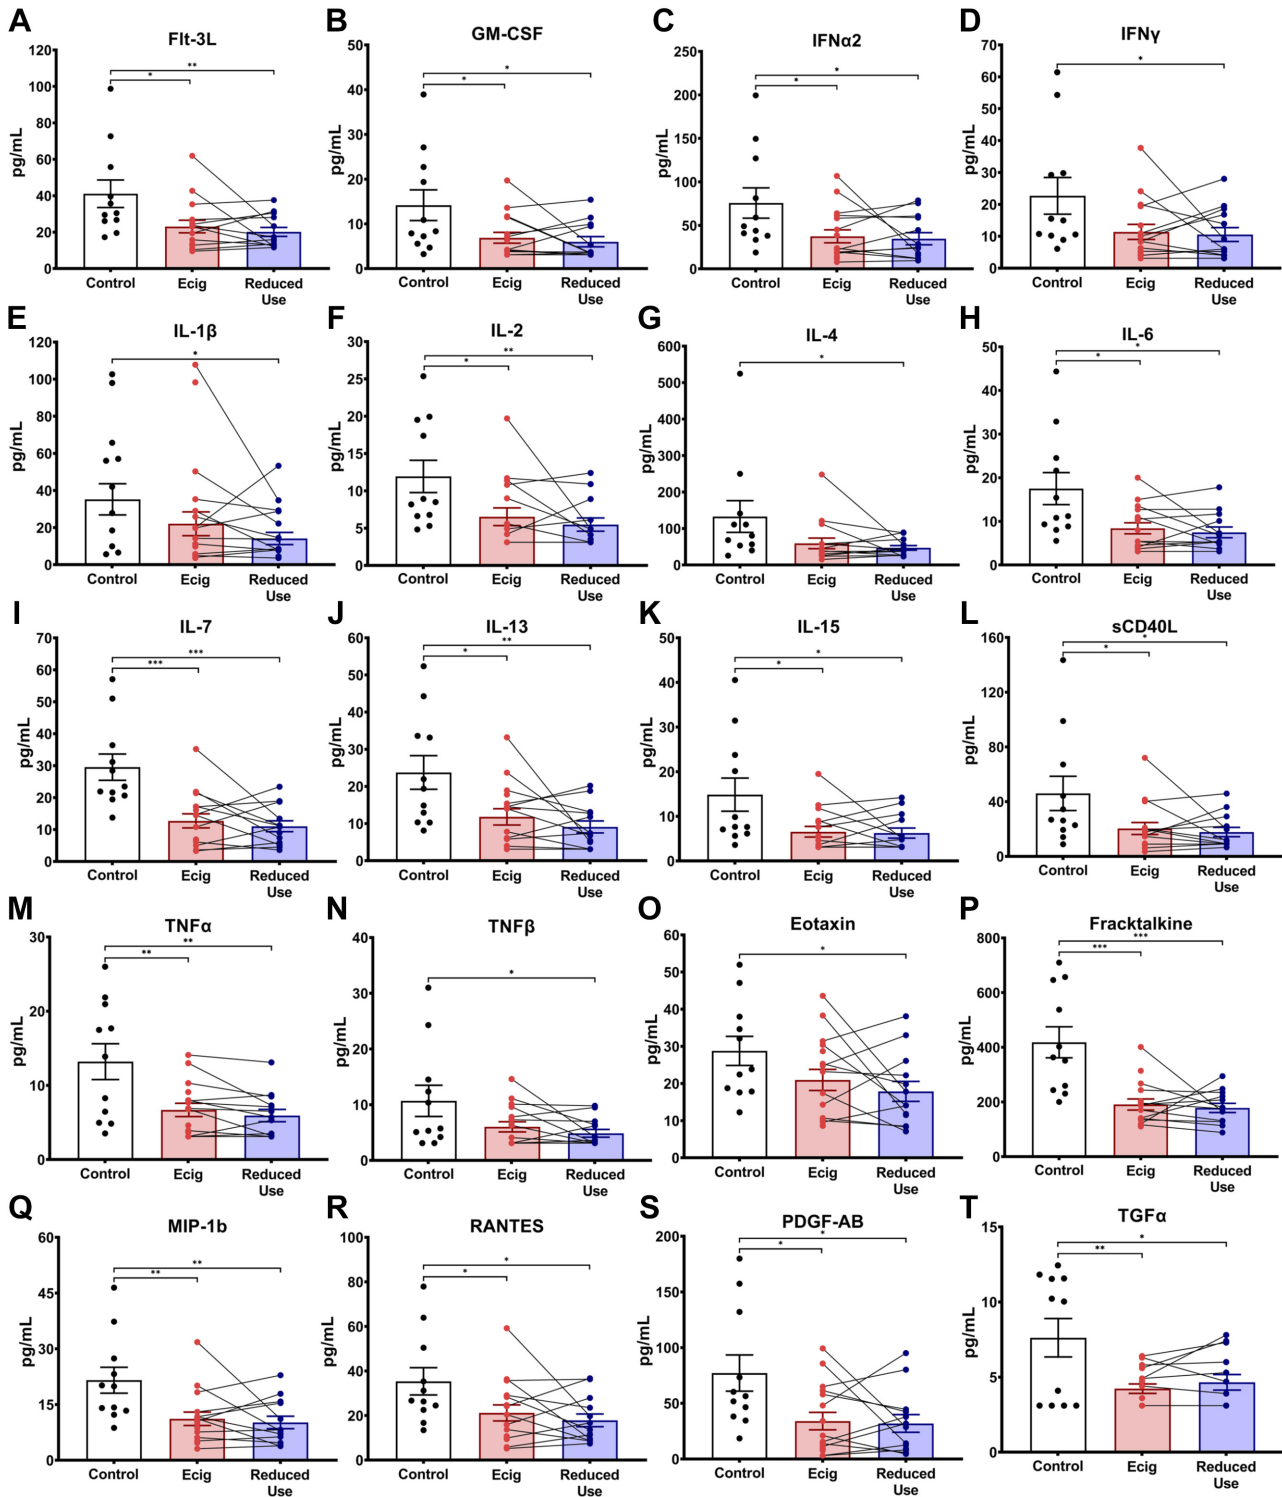 A
Flt-3L
pg/mL
120
100
80
60
40
20
0
*
**
Control
Ecig
Reduced
Use
B
GM-CSF
pg/mL
50
40
30
20
10
0
*
*
Control
Ecig
Reduced
Use
C
IFNα2
pg/mL
250
200
150
100
50
0
*
*
Control
Ecig
Reduced
Use
D
IFNγ
pg/mL
70
60
50
40
30
20
10
0
*
Control
Ecig
Reduced
Use
E
IL-1β
pg/mL
120
100
80
60
40
20
0
*
Control
Ecig
Reduced
Use
F
IL-2
pg/mL
30
25
20
15
10
5
0
**
*
Control
Ecig
Reduced
Use
G
IL-4
pg/mL
600
500
400
300
200
100
0
*
Control
Ecig
Reduced
Use
H
IL-6
pg/mL
50
40
30
20
10
0
*
*
Control
Ecig
Reduced
Use
I
IL-7
pg/mL
70
60
50
40
30
20
10
0
***
***
Control
Ecig
Reduced
Use
J
IL-13
pg/mL
60
50
40
30
20
10
0
**
*
Control
Ecig
Reduced
Use
K
IL-15
pg/mL
50
40
30
20
10
0
*
*
Control
Ecig
Reduced
Use
L
sCD40L
pg/mL
160
120
80
40
0
*
*
Control
Ecig
Reduced
Use
M
TNFα
pg/mL
30
20
10
0
**
**
Control
Ecig
Reduced
Use
N
TNFβ
pg/mL
40
30
20
10
0
*
Control
Ecig
Reduced
Use
O
Eotaxin
pg/mL
60
50
40
30
20
10
0
*
Control
Ecig
Reduced
Use
P
Fracktalkine
pg/mL
800
600
400
200
0
***
***
Control
Ecig
Reduced
Use
Q
MIP-1b
pg/mL
60
45
30
15
0
**
**
Control
Ecig
Reduced
Use
R
RANTES
pg/mL
100
80
60
40
20
0
*
*
Control
Ecig
Reduced
Use
S
PDGF-AB
pg/mL
200
150
100
50
0
*
*
Control
Ecig
Reduced
Use
T
TGFα
pg/mL
15
10
5
0
*
**
Control
Ecig
Reduced
Use